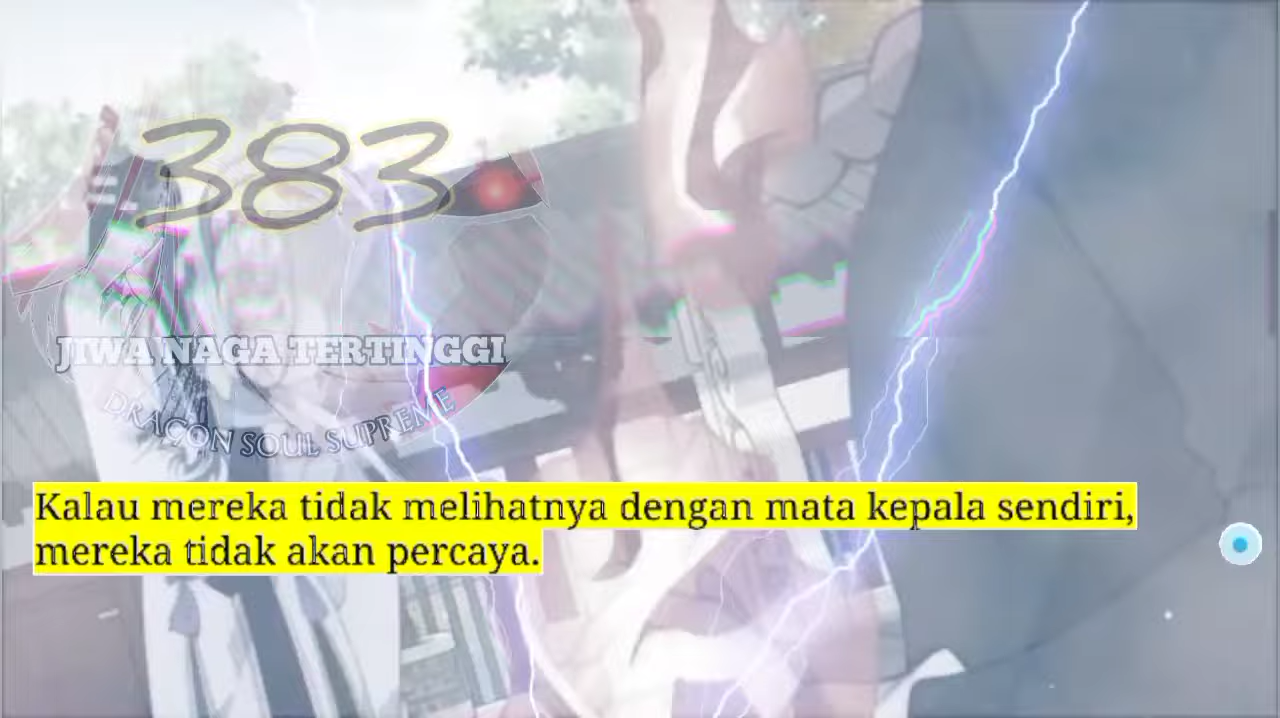 383
JIWA NAGA TERTINGGI
DRAGON SOUL SUPREME
Kalau mereka tidak melihatnya dengan mata kepala sendiri,
mereka tidak akan percaya.